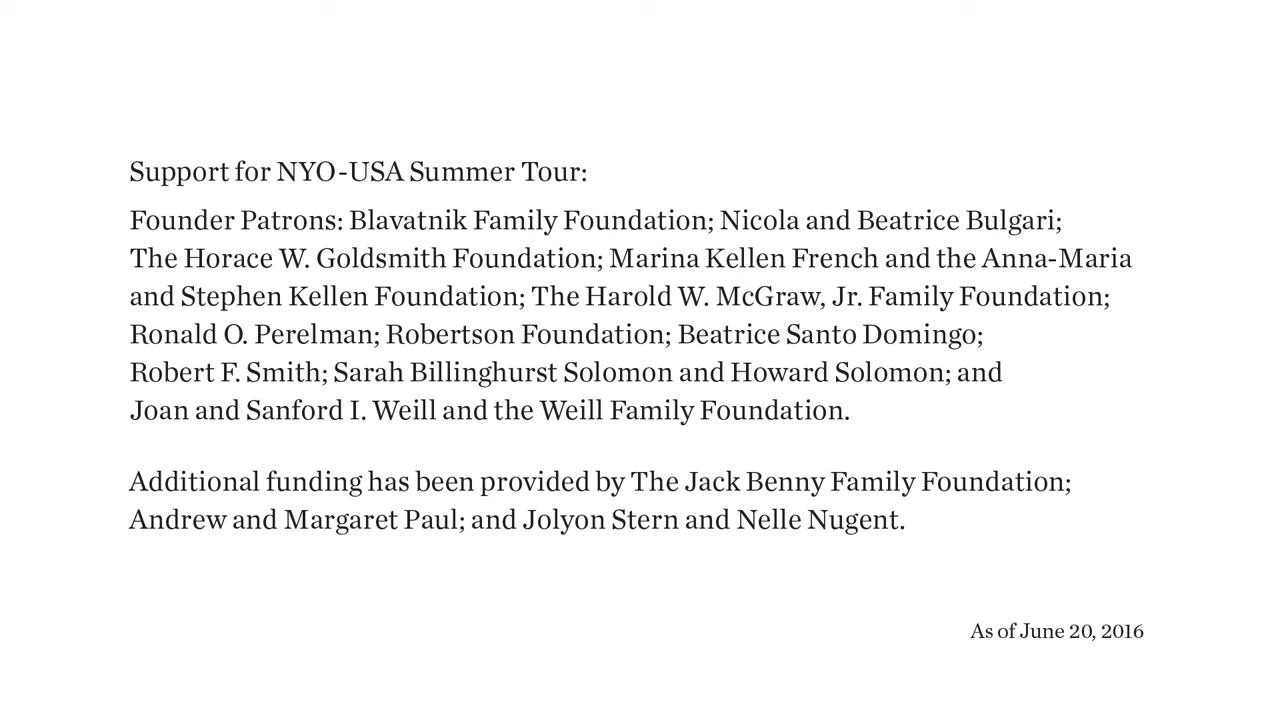 Support for NYO-USA Summer Tour:
Founder Patrons: Blavatnik Family Foundation; Nicola and Beatrice Bulgari;
The Horace W. Goldsmith Foundation; Marina Kellen French and the Anna-Maria
and Stephen Kellen Foundation; The Harold W. McGraw, Jr. Family Foundation;
Ronald O. Perelman; Robertson Foundation; Beatrice Santo Domingo;
Robert F. Smith; Sarah Billinghurst Solomon and Howard Solomon; and
Joan and Sanford I. Weill and the Weill Family Foundation.
Additional funding has been provided by The Jack Benny Family Foundation;
Andrew and Margaret Paul; and Jolyon Stern and Nelle Nugent.
As of June 20, 2016